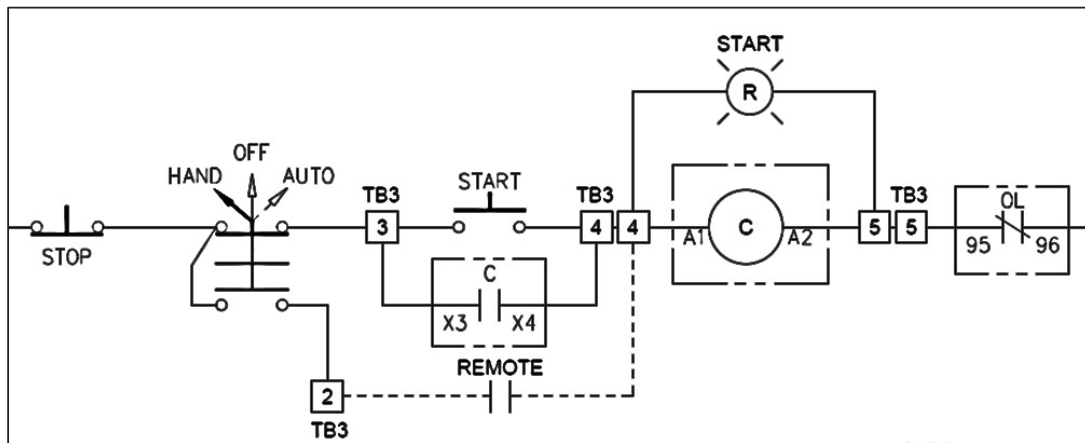 START
R
OFF
HAND
AUTO
START
TB3
TB3
TB3
3
4
4
A1
C
A2
5
5
OL
95
96
STOP
C
X3
X4
REMOTE
2
TB3